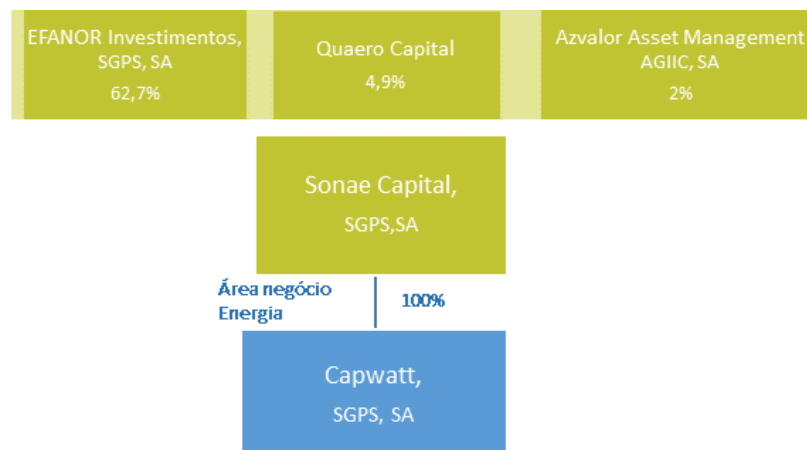 EFANOR Investimentos,
SGPS, SA
62,7%
Quaero Capital
4,9%
Azvalor Asset Management
AGIIC, SA
2%
Sonae Capital,
SGPS,SA
Área negócio
Energia
100%
Capwatt,
SGPS, SA